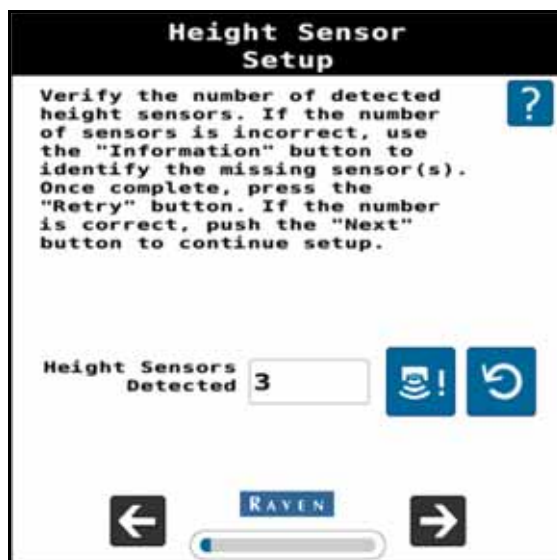 Height Sensor
Setup
Verify the number of detected
height sensors. If the number
of sensors is incorrect, use
the "Information" button to
identify the missing sensor(s).
Once complete, press the
"Retry" button. If the number
is correct, push the "Next"
button to continue setup.
?
Height Sensors
Detected 3
!
RAVEN